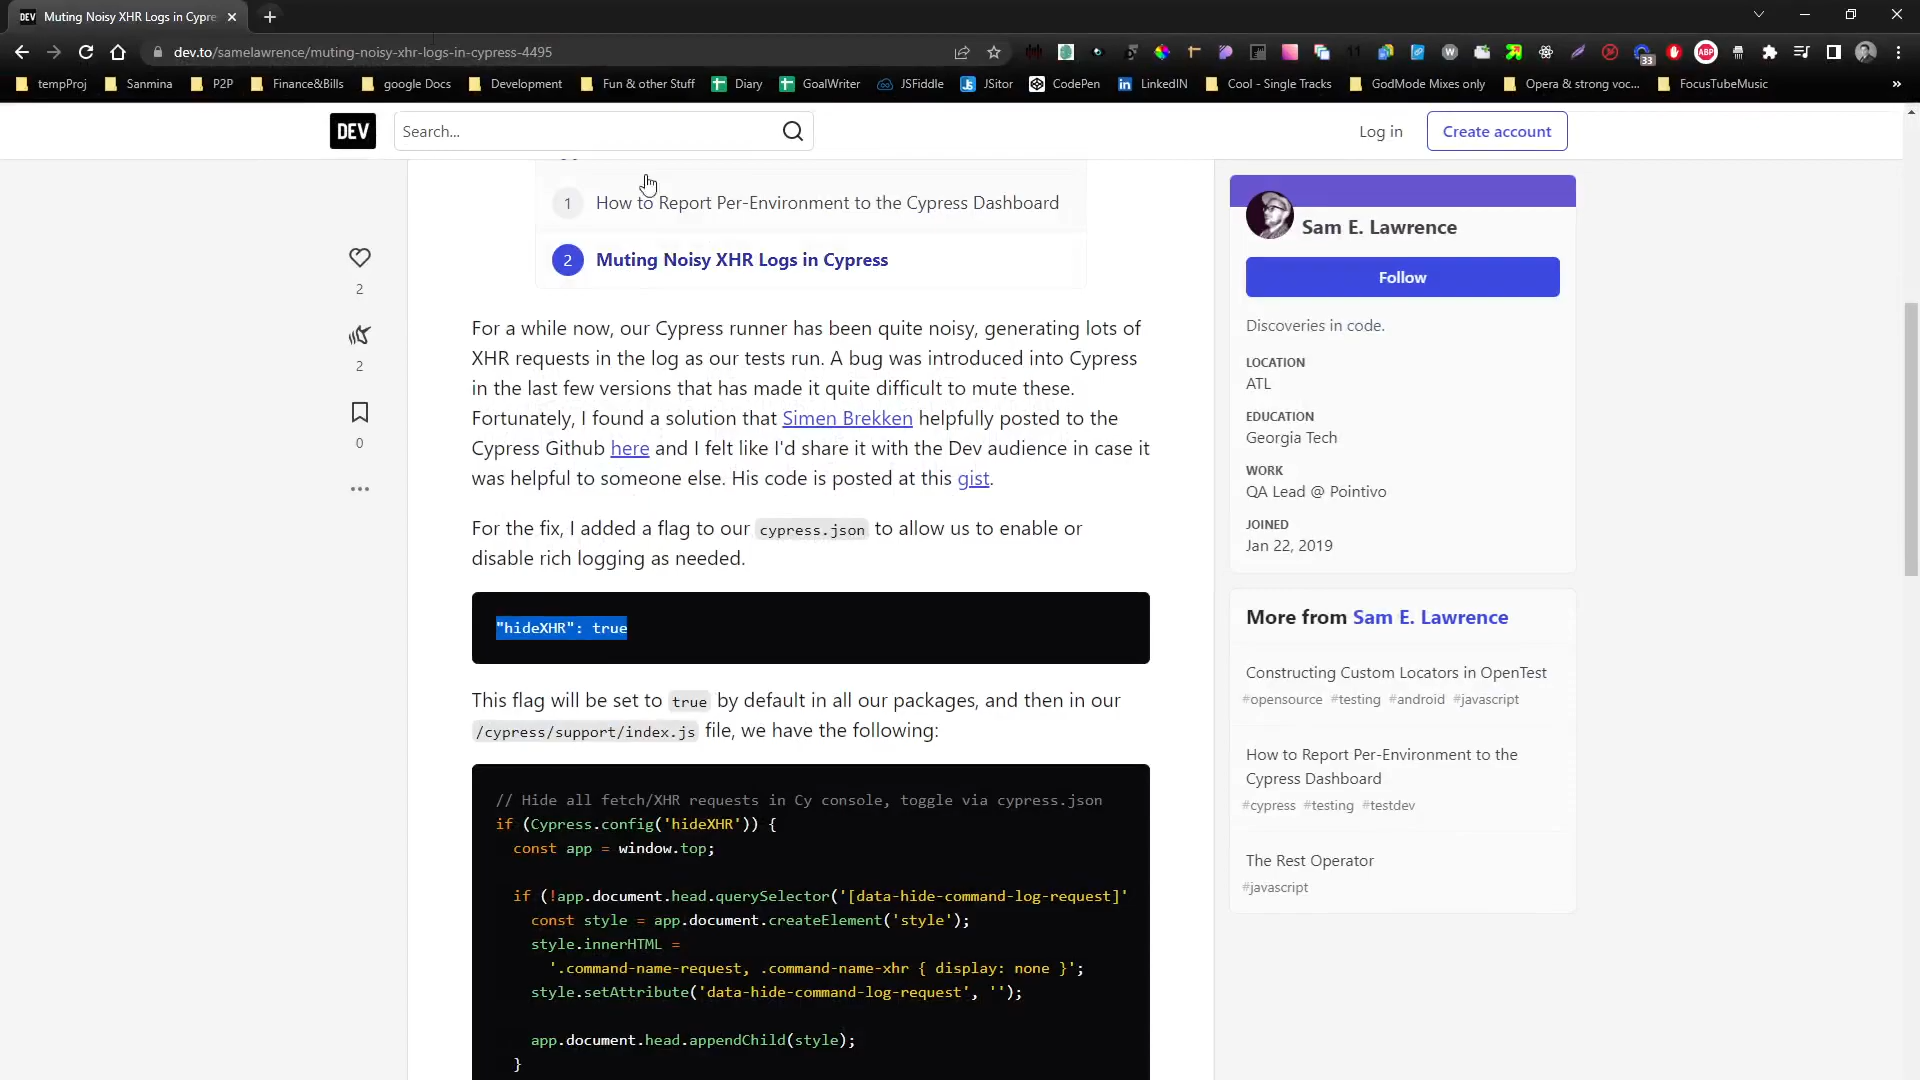 DEV Muting Noisy XHR Logs in Cypre
dev.to/samelawrence/muting-noisy-xhr-logs-in-cypress-4495
33
ABP
tempProj Sanmina P2P Finance&Bills google Docs Development Fun & other Stuff Diary GoalWriter JSFiddle JSitor CodePen LinkedIN Cool - Single Tracks GodMode Mixes only Opera & strong voc... FocusTubeMusic
DEV Search... Log in Create account
1 How to Report Per-Environment to the Cypress Dashboard
2 Muting Noisy XHR Logs in Cypress
2
2
0
For a while now, our Cypress runner has been quite noisy, generating lots of
XHR requests in the log as our tests run. A bug was introduced into Cypress
in the last few versions that has made it quite difficult to mute these.
Fortunately, I found a solution that Simen Brekken helpfully posted to the
Cypress Github here and I felt like I'd share it with the Dev audience in case it
was helpful to someone else. His code is posted at this gist.
For the fix, I added a flag to our cypress.json to allow us to enable or
disable rich logging as needed.
"hideXHR": true
This flag will be set to true by default in all our packages, and then in our
/cypress/support/index.js file, we have the following:
// Hide all fetch/XHR requests in Cy console, toggle via cypress.json
if (Cypress.config('hideXHR')) {
const app = window.top;
if (!app.document.head.querySelector('[data-hide-command-log-request]'
const style = app.document.createElement('style');
style.innerHTML =
'.command-name-request, .command-name-xhr { display: none }';
style.setAttribute('data-hide-command-log-request', '');
app.document.head.appendChild(style);
}
Sam E. Lawrence
Follow
Discoveries in code.
LOCATION
ATL
EDUCATION
Georgia Tech
WORK
QA Lead @ Pointivo
JOINED
Jan 22, 2019
More from Sam E. Lawrence
Constructing Custom Locators in OpenTest
#opensource #testing #android #javascript
How to Report Per-Environment to the
Cypress Dashboard
#cypress #testing #testdev
The Rest Operator
#javascript